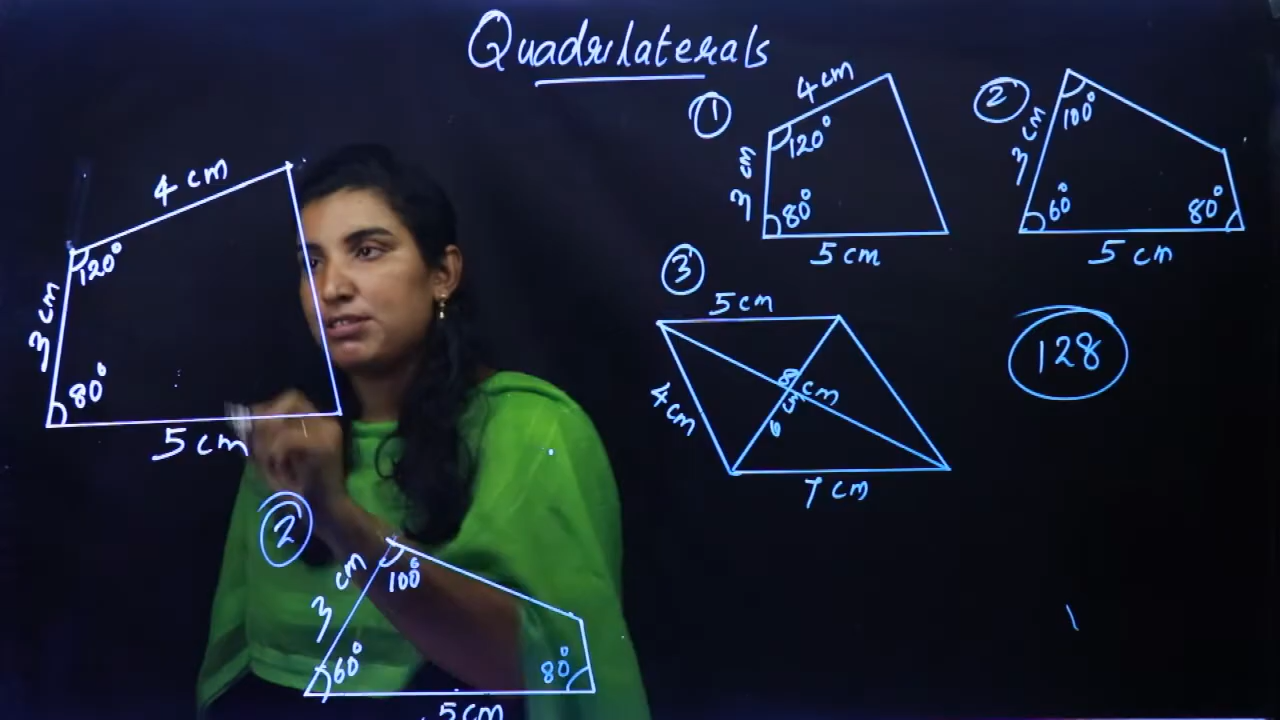 Quadrilaterals
1
4 cm
120°
3 cm
80°
5 cm
2
100°
3 cm
60°
80°
5 cm
4 cm
120°
3 cm
80°
5 cm
3
5 cm
4 cm
8 cm
6
7 cm
128
2
100°
3 cm
60°
80°
5 cm